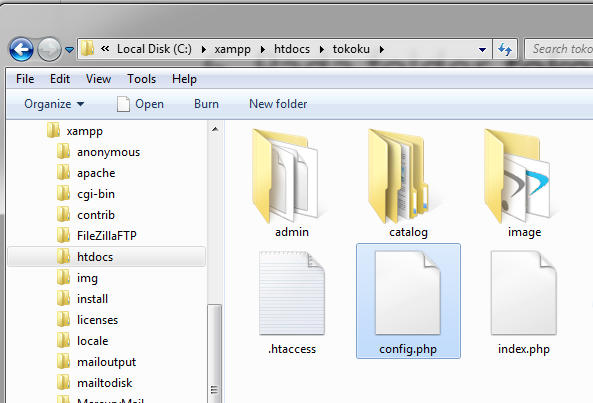 Local Disk (C:) xampp htdocs tokoku
Search toko
File Edit View Tools Help
Organize Open Burn New folder
xampp
anonymous
apache
cgi-bin
contrib
FileZillaFTP
htdocs
img
install
licenses
locale
mailoutput
mailtodisk
MercuryMail
admin catalog image
.htaccess config.php index.php